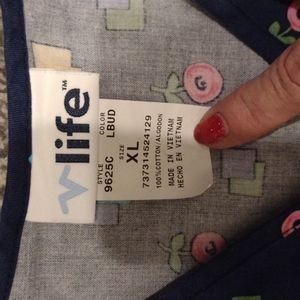 life™
COLOR
LBUD
STYLE
9625C
SIZE
XL
73731452412​9
100%COTTON/ALGODON
MADE IN VIETNAM
HECHO EN VIETNAM